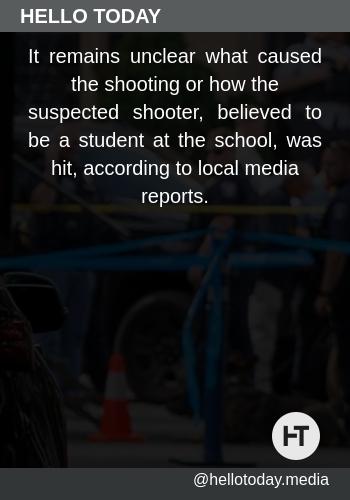 HELLO TODAY
It remains unclear what caused
the shooting or how the
suspected shooter, believed to
be a student at the school, was
hit, according to local media
reports.
HT
@hellotoday.media